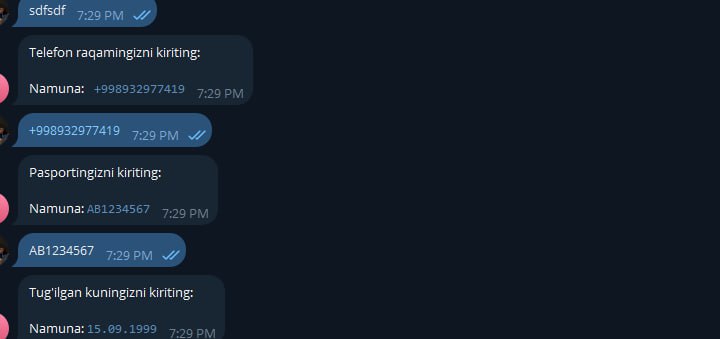 sdfsdf 7:29 PM
Telefon raqamingizni kiriting:
Namuna: +998932977419 7:29 PM
+998932977419 7:29 PM
Pasportingizni kiriting:
Namuna: AB1234567 7:29 PM
AB1234567 7:29 PM
Tug'ilgan kuningizni kiriting:
Namuna: 15.09.1999 7:29 PM